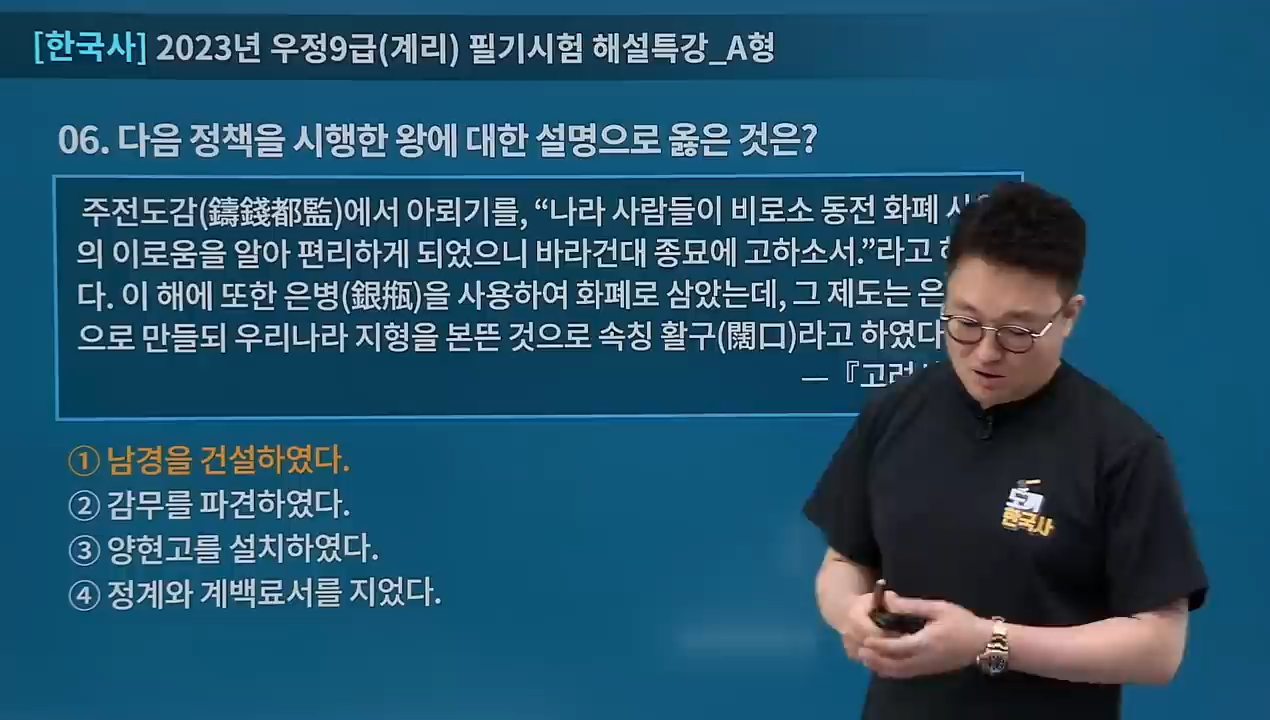 [한국사] 2023년 우정9급(계리) 필기시험 해설특강_A형
06. 다음 정책을 시행한 왕에 대한 설명으로 옳은 것은?
주전도감(鑄錢都監)에서 아뢰기를, “나라 사람들이 비로소 동전 화폐
의 이로움을 알아 편리하게 되었으니 바라건대 종묘에 고하소서.”라고
다. 이 해에 또한 은병(銀甁)을 사용하여 화폐로 삼았는데, 그 제도는 은
으로 만들되 우리나라 지형을 본뜬 것으로 속칭 활구(闊口)라고 하였다
― 『고려
① 남경을 건설하였다.
② 감무를 파견하였다.
③ 양현고를 설치하였다.
④ 정계와 계백료서를 지었다.
한국사